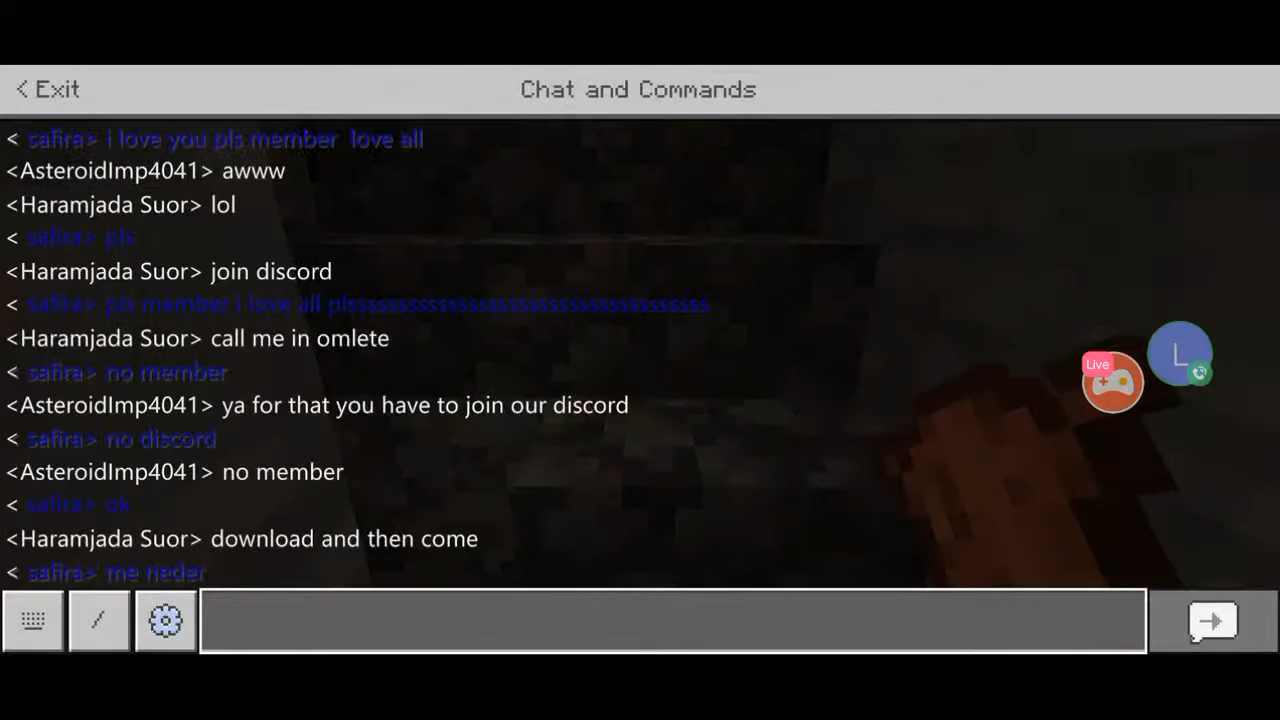 < Exit
Chat and Commands
< safira> i love you pls member  love all
<AsteroidImp4041> awww
<Haramjada Suor> lol
< safira> pls
<Haramjada Suor> join discord
< safira> pls member i love all plssssssssssssssssssssssssssssssssssss
<Haramjada Suor> call me in omlete
< safira> no member
<AsteroidImp4041> ya for that you have to join our discord
< safira> no discord
<AsteroidImp4041> no member
< safira> ok
<Haramjada Suor> download and then come
< safira> me neder
Live
L
/